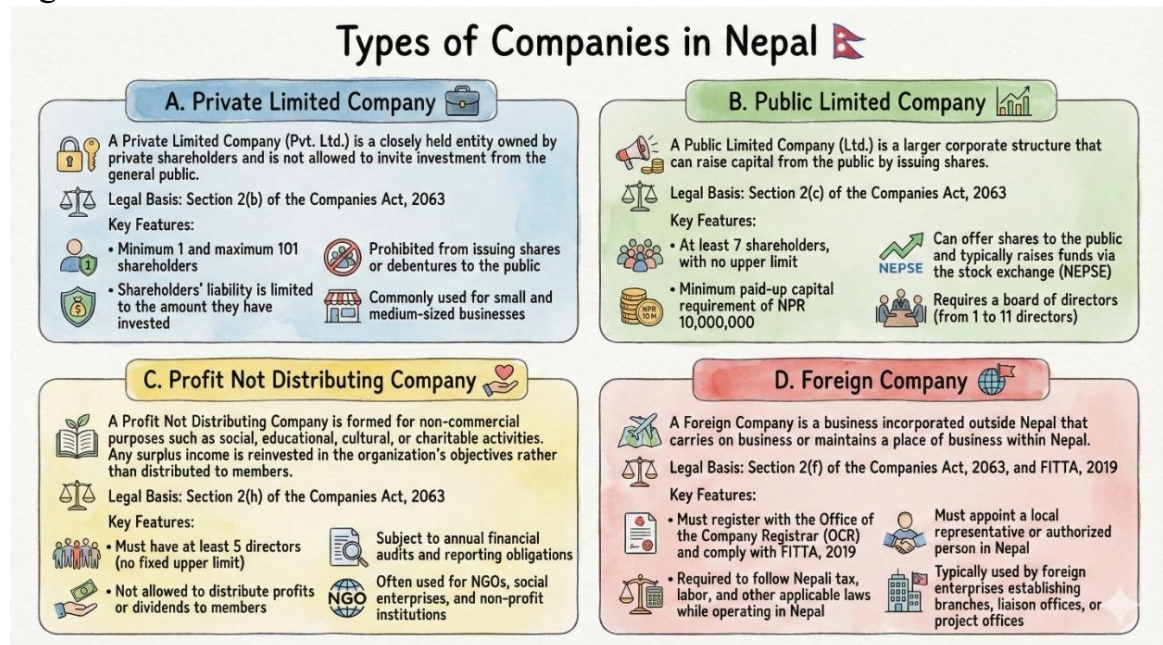 Types of Companies in Nepal
A. Private Limited Company
A Private Limited Company (Pvt. Ltd.) is a closely held entity owned by
private shareholders and is not allowed to invite investment from the
general public.
Legal Basis: Section 2(b) of the Companies Act, 2063
Key Features:
• Minimum 1 and maximum 101
shareholders
• Shareholders' liability is limited
to the amount they have
invested
Prohibited from issuing shares
or debentures to the public
Commonly used for small and
medium-sized businesses
1
B. Public Limited Company
A Public Limited Company (Ltd.) is a larger corporate structure that
can raise capital from the public by issuing shares.
Legal Basis: Section 2(c) of the Companies Act, 2063
Key Features:
• At least 7 shareholders,
with no upper limit
• Minimum paid-up capital
requirement of NPR
10,000,000
NPR
10 M
NEPSE
Can offer shares to the public
and typically raises funds via
the stock exchange (NEPSE)
Requires a board of directors
(from 1 to 11 directors)
C. Profit Not Distributing Company
A Profit Not Distributing Company is formed for non-commercial
purposes such as social, educational, cultural, or charitable activities.
Any surplus income is reinvested in the organization's objectives rather
than distributed to members.
Legal Basis: Section 2(h) of the Companies Act, 2063
Key Features:
• Must have at least 5 directors
(no fixed upper limit)
• Not allowed to distribute profits
or dividends to members
Subject to annual financial
audits and reporting obligations
NGO
Often used for NGOs, social
enterprises, and non-profit
institutions
D. Foreign Company
A Foreign Company is a business incorporated outside Nepal that
carries on business or maintains a place of business within Nepal.
Legal Basis: Section 2(f) of the Companies Act, 2063, and FITTA, 2019
Key Features:
• Must register with the Office of
the Company Registrar (OCR)
and comply with FITTA, 2019
• Required to follow Nepali tax,
labor, and other applicable laws
while operating in Nepal
Must appoint a local
representative or authorized
person in Nepal
Typically used by foreign
enterprises establishing
branches, liaison offices, or
project offices